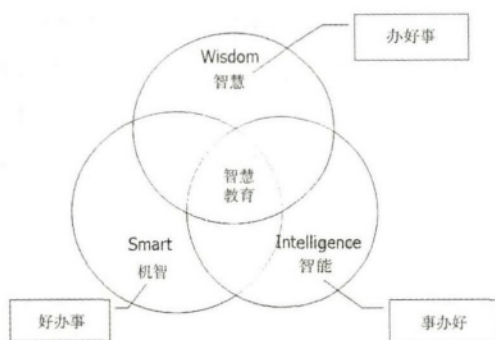 办好事
Wisdom
智慧
智慧
教育
Smart
机智
Intelligence
智能
好办事
事办好